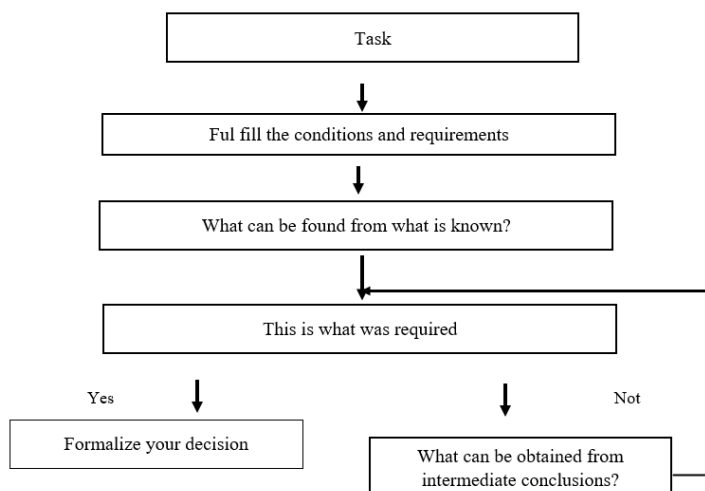 Task
Ful fill the conditions and requirements
What can be found from what is known?
This is what was required
Yes
Not
Formalize your decision
What can be obtained from
intermediate conclusions?